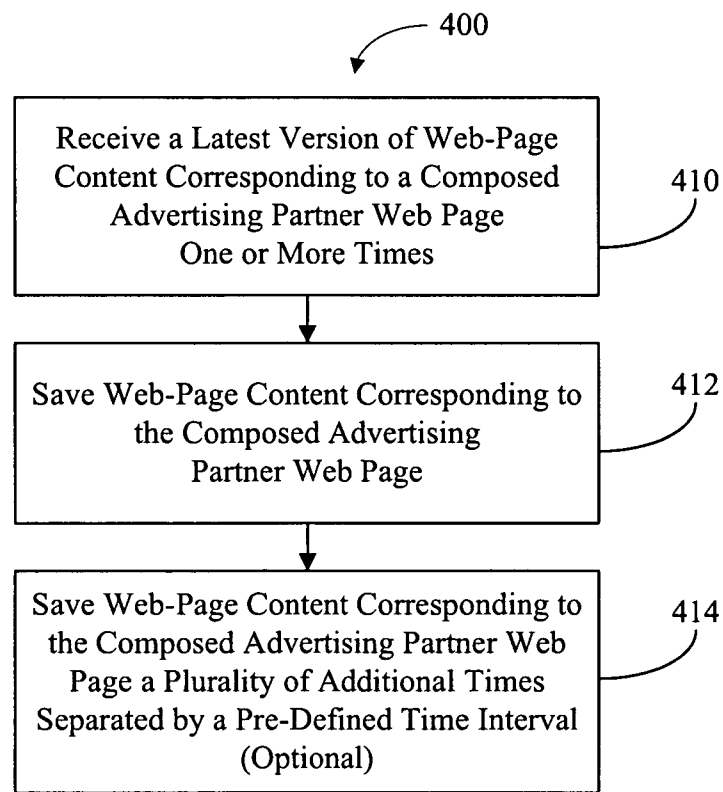 400
Receive a Latest Version of Web-Page
Content Corresponding to a Composed
Advertising Partner Web Page
One or More Times
410
Save Web-Page Content Corresponding to
the Composed Advertising
Partner Web Page
412
Save Web-Page Content Corresponding to
the Composed Advertising Partner Web
Page a Plurality of Additional Times
Separated by a Pre-Defined Time Interval
(Optional)
414